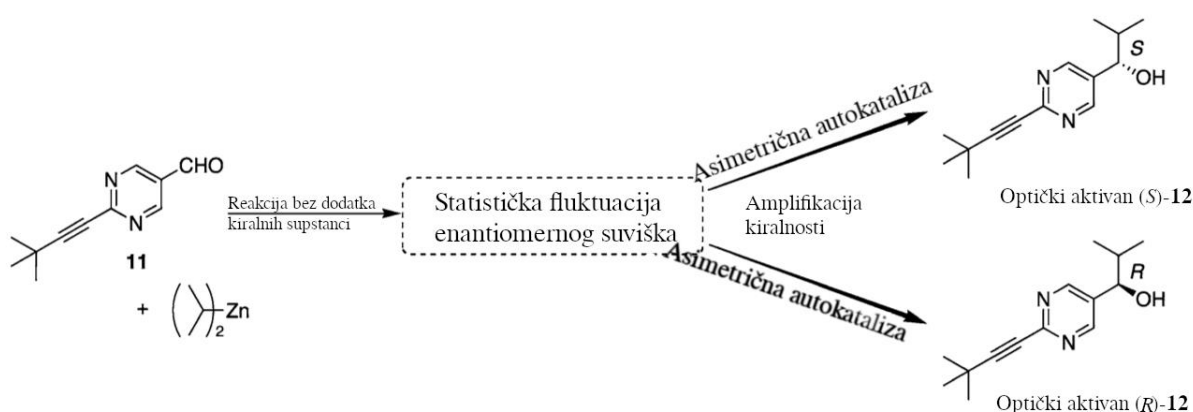 N
N
CHO
11
+
( )2 Zn
Reakcija bez dodatka
kiralnih supstanci
Statistička fluktuacija
enantiomernog suviška
Asimetrična autokataliza
Amplifikacija
kiralnosti
Asimetrična autokataliza
S
OH
N
N
Optički aktivan (S)-12
R
OH
N
N
Optički aktivan (R)-12